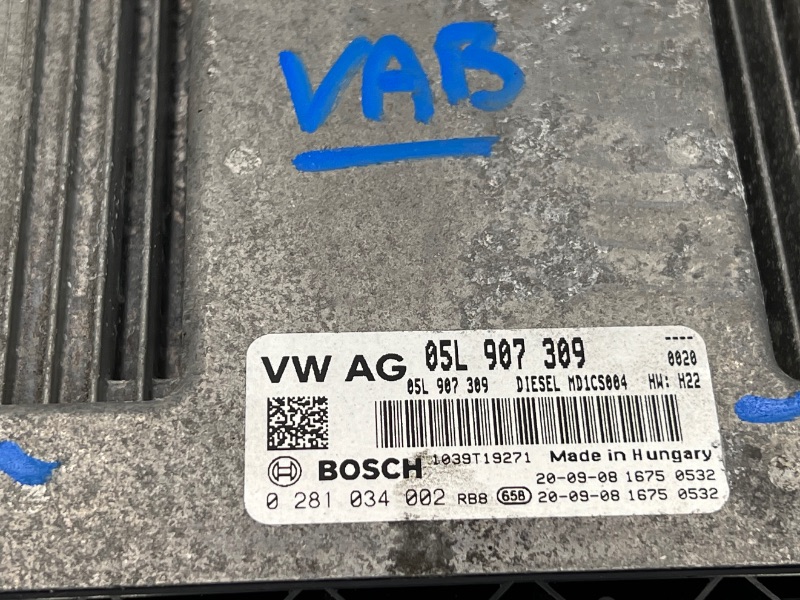 VAB
VW AG 05L 907 309 ----
0020
05L 907 309 DIESEL MD1CS004 HW: H22
1039T19271 Made in Hungary
BOSCH 20-09-08 1675 0532
0 281 034 002 RB8 658 20-09-08 1675 0532